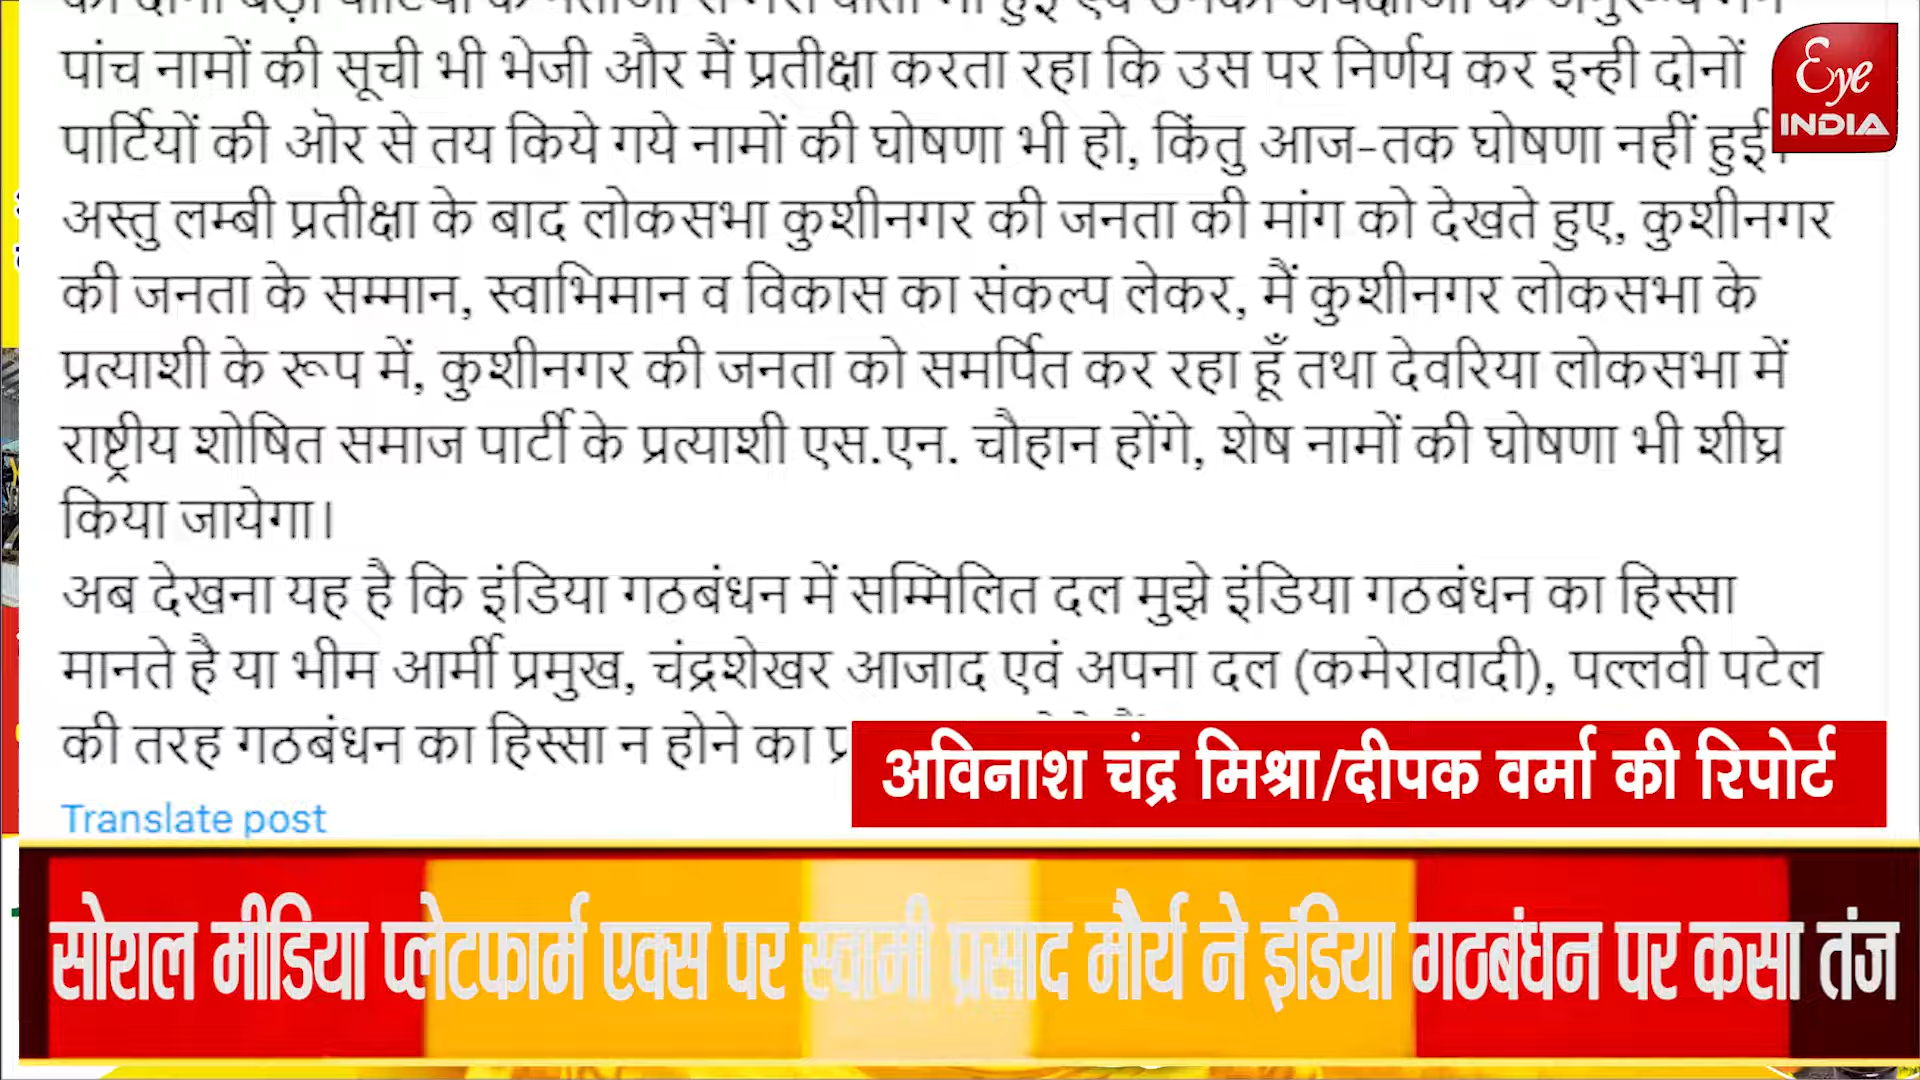 पांच नामों की सूची भी भेजी और मैं प्रतीक्षा करता रहा कि उस पर निर्णय कर इन्ही दोनों
पार्टियों की ऒर से तय किये गये नामों की घोषणा भी हो, किंतु आज-तक घोषणा नहीं हुई।
अस्तु लम्बी प्रतीक्षा के बाद लोकसभा कुशीनगर की जनता की मांग को देखते हुए, कुशीनगर
की जनता के सम्मान, स्वाभिमान व विकास का संकल्प लेकर, मैं कुशीनगर लोकसभा के
प्रत्याशी के रूप में, कुशीनगर की जनता को समर्पित कर रहा हूँ तथा देवरिया लोकसभा में
राष्ट्रीय शोषित समाज पार्टी के प्रत्याशी एस.एन. चौहान होंगे, शेष नामों की घोषणा भी शीघ्र
किया जायेगा।
अब देखना यह है कि इंडिया गठबंधन में सम्मिलित दल मुझे इंडिया गठबंधन का हिस्सा
मानते है या भीम आर्मी प्रमुख, चंद्रशेखर आजाद एवं अपना दल (कमेरावादी), पल्लवी पटेल
की तरह गठबंधन का हिस्सा न होने का
Translate post
Eye
INDIA
अविनाश चंद्र मिश्रा/दीपक वर्मा की रिपोर्ट
सोशल मीडिया प्लेटफार्म एक्स पर स्वामी प्रसाद मौर्य ने इंडिया गठबंधन पर कसा तंज